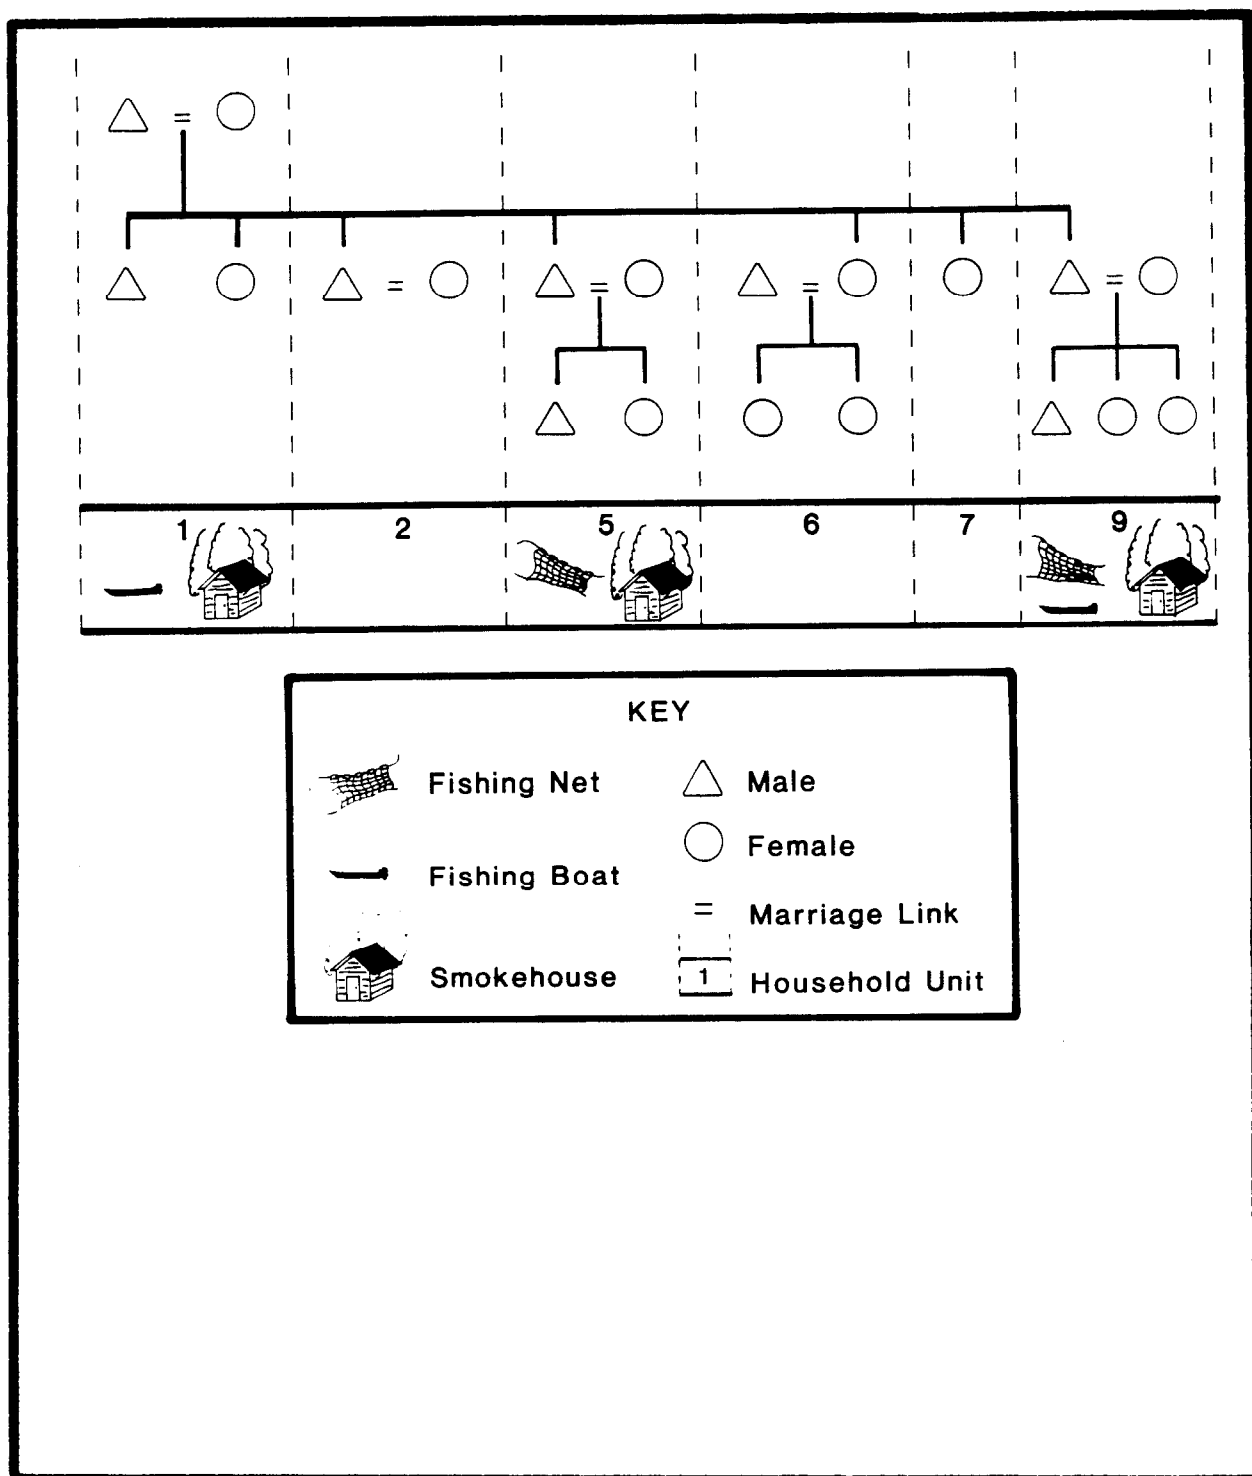 1 2 5 6 7 9
KEY
Fishing Net
Male
Female
Fishing Boat
= Marriage Link
Smokehouse
1 Household Unit